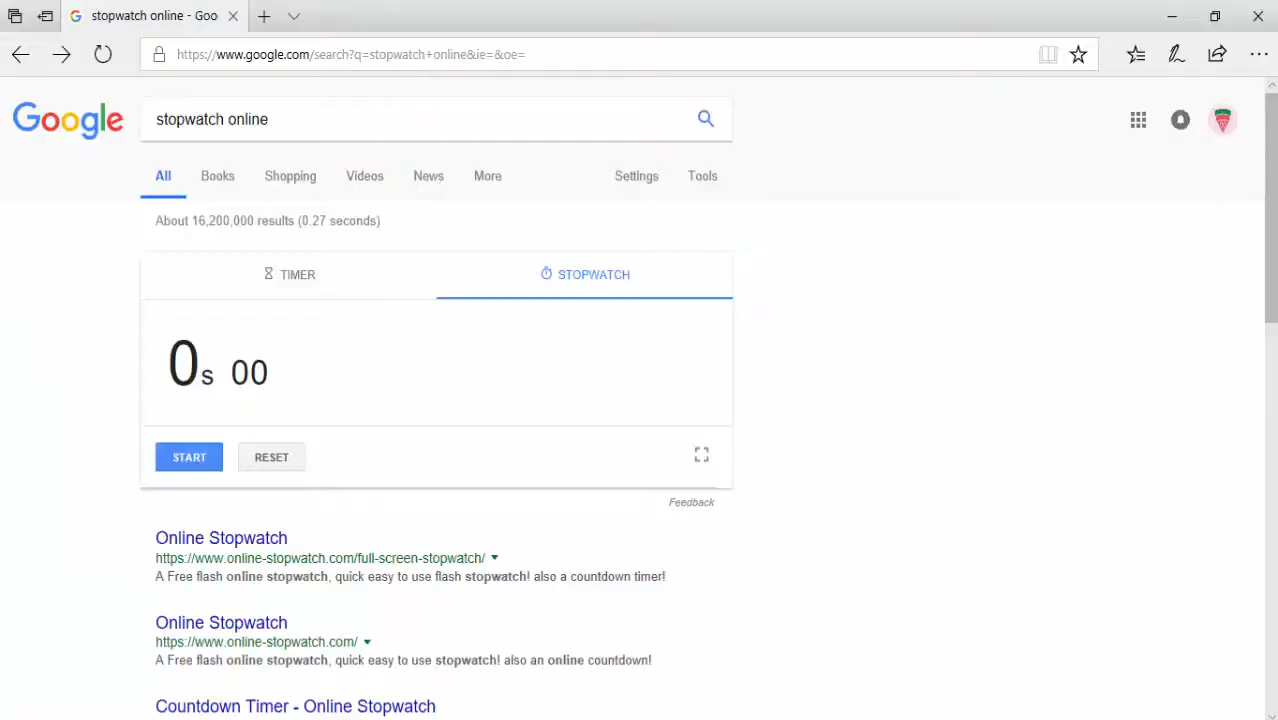 stopwatch online - Goo
https://www.google.com/search?q=stopwatch+online&ie=&oe=
Google
stopwatch online
All Books Shopping Videos News More Settings Tools
About 16,200,000 results (0.27 seconds)
TIMER STOPWATCH
0s 00
START RESET
Feedback
Online Stopwatch
https://www.online-stopwatch.com/full-screen-stopwatch/
A Free flash online stopwatch, quick easy to use flash stopwatch! also a countdown timer!
Online Stopwatch
https://www.online-stopwatch.com/
A Free flash online stopwatch, quick easy to use stopwatch! also an online countdown!
Countdown Timer - Online Stopwatch